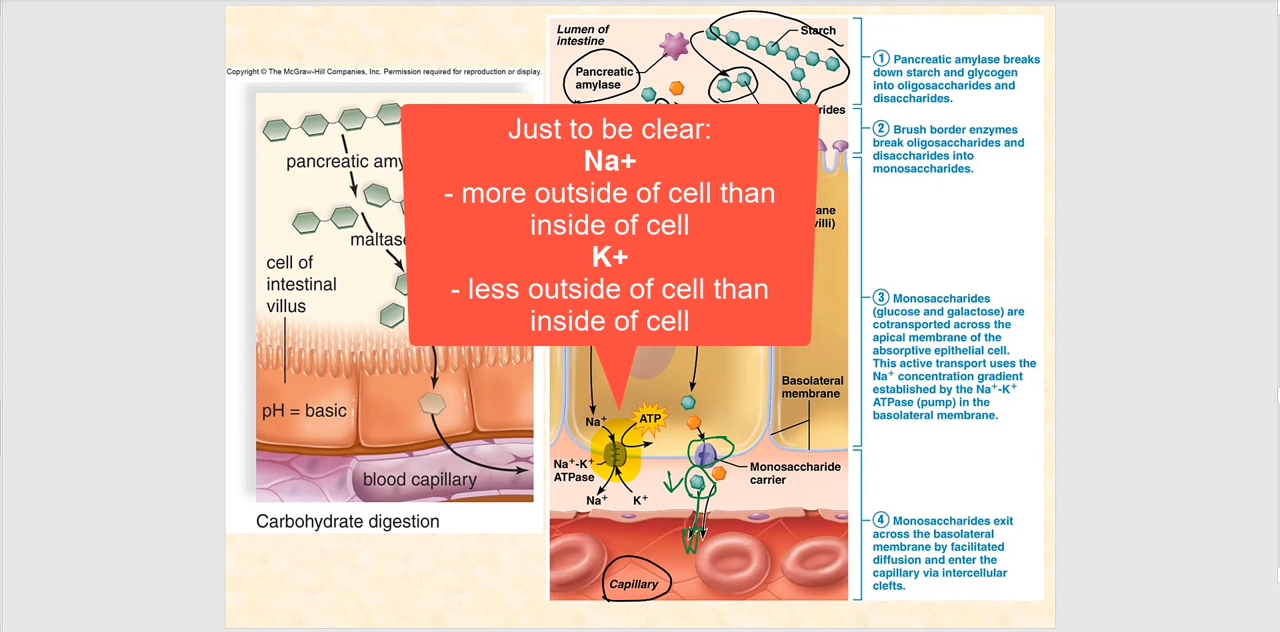 Copyright © The McGraw-Hill Companies, Inc. Permission required for reproduction or display.
pancreatic amy
maltase
cell of
intestinal
villus
pH = basic
blood capillary
Carbohydrate digestion
Just to be clear:
Na+
- more outside of cell than
inside of cell
K+
- less outside of cell than
inside of cell
Lumen of
intestine
Starch
Pancreatic
amylase
rides
ane
villi)
Basolateral
membrane
Na+
ATP
Na+-K+
ATPase
Na+
K+
Monosaccharide
carrier
Capillary
1 Pancreatic amylase breaks
down starch and glycogen
into oligosaccharides and
disaccharides.
2 Brush border enzymes
break oligosaccharides and
disaccharides into
monosaccharides.
3 Monosaccharides
(glucose and galactose) are
cotransported across the
apical membrane of the
absorptive epithelial cell.
This active transport uses the
Na+ concentration gradient
established by the Na+-K+
ATPase (pump) in the
basolateral membrane.
4 Monosaccharides exit
across the basolateral
membrane by facilitated
diffusion and enter the
capillary via intercellular
clefts.